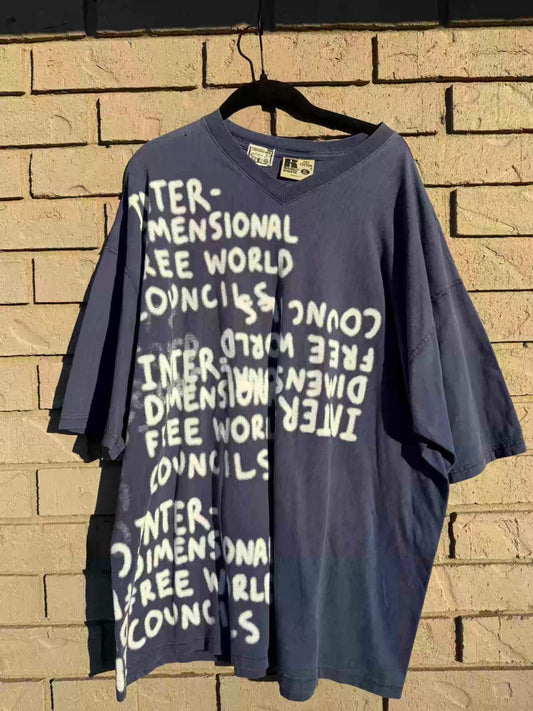 INTER-
DIMENSIONAL
FREE WORLD
COUNCILS
INTER-
DIMENSIONAL
FREE WORLD
COUNC
INTER-
DIMENSIONAL
FREE WORL
COUNCILS
INTER-
DIMENSIONAL
FREE WORLD
COUNCILS